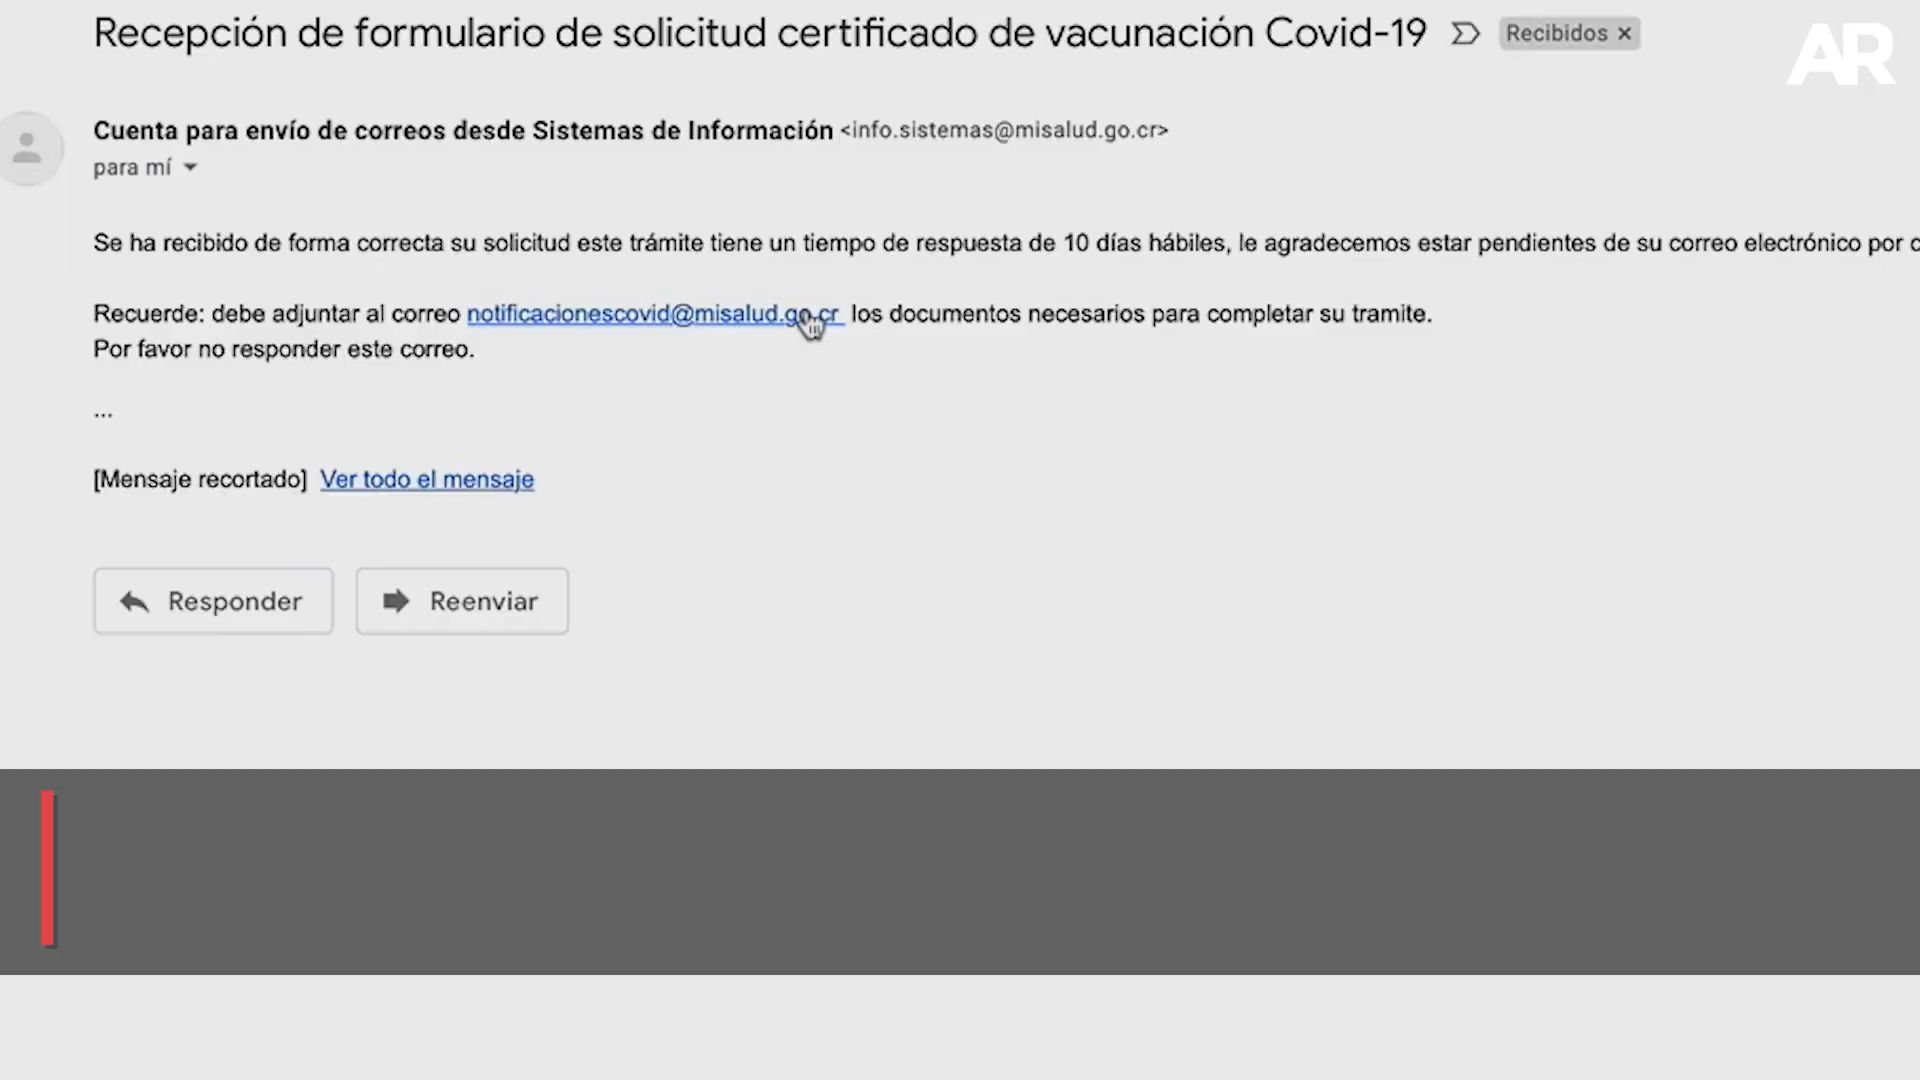 Recepción de formulario de solicitud certificado de vacunación Covid-19 Recibidos ×
AR
Cuenta para envío de correos desde Sistemas de Información <info.sistemas@misalud.go.cr>
para mí
Se ha recibido de forma correcta su solicitud este trámite tiene un tiempo de respuesta de 10 días hábiles, le agradecemos estar pendientes de su correo electrónico por
Recuerde: debe adjuntar al correo notificacionescovid@misalud.go.cr los documentos necesarios para completar su tramite.
Por favor no responder este correo.
...
[Mensaje recortado] Ver todo el mensaje
Responder Reenviar